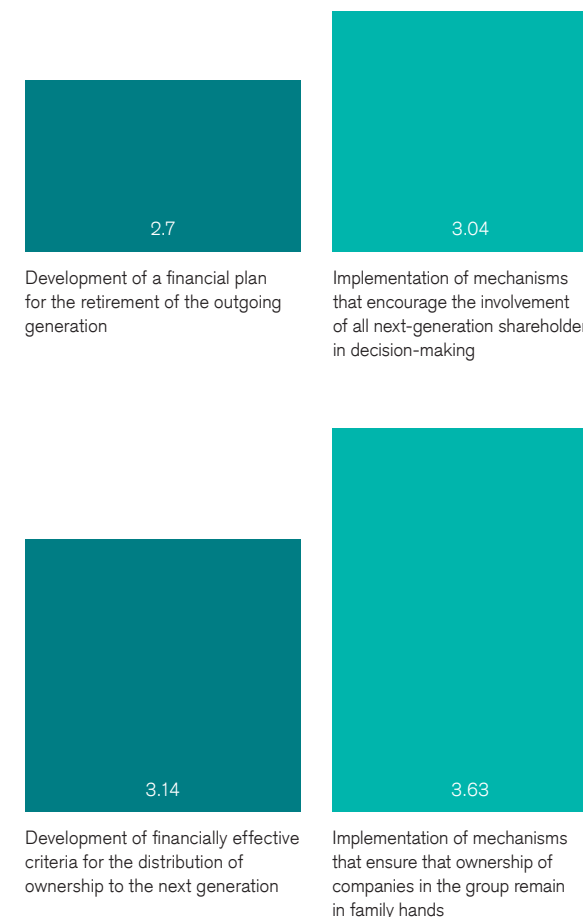 2.7
Development of a financial plan
for the retirement of the outgoing
generation
3.04
Implementation of mechanisms
that encourage the involvement
of all next-generation shareholder
in decision-making
3.14
Development of financially effective
criteria for the distribution of
ownership to the next generation
3.63
Implementation of mechanisms
that ensure that ownership of
companies in the group remain
in family hands